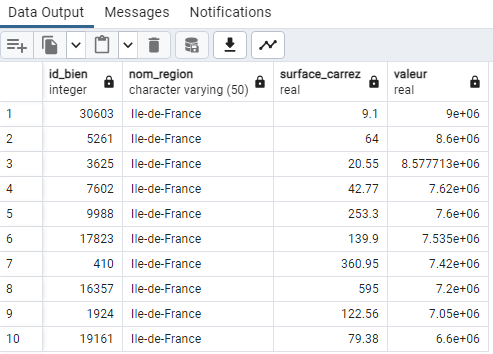 Data Output Messages Notifications
id_bien nom_region surface_carrez valeur
integer character varying (50) real real
1 30603 Ile-de-France 9.1 9e+06
2 5261 Ile-de-France 64 8.6e+06
3 3625 Ile-de-France 20.55 8.577713e+06
4 7602 Ile-de-France 42.77 7.62e+06
5 9988 Ile-de-France 253.3 7.6e+06
6 17823 Ile-de-France 139.9 7.535e+06
7 410 Ile-de-France 360.95 7.42e+06
8 16357 Ile-de-France 595 7.2e+06
9 1924 Ile-de-France 122.56 7.05e+06
10 19161 Ile-de-France 79.38 6.6e+06